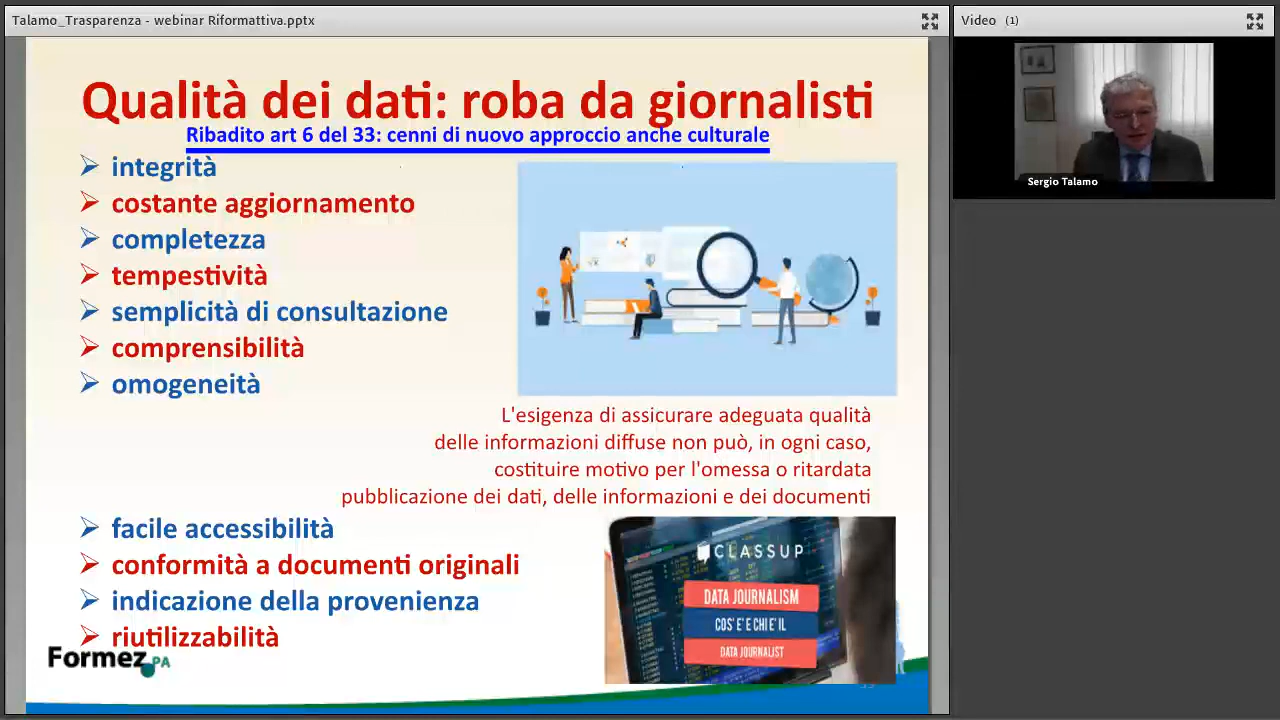 Talamo_Trasparenza - webinar Riformattiva.pptx
Video (1)
Sergio Talamo
Qualità dei dati: roba da giornalisti
Ribadito art 6 del 33: cenni di nuovo approccio anche culturale
integrità
costante aggiornamento
completezza
tempestività
semplicità di consultazione
comprensibilità
omogeneità
L'esigenza di assicurare adeguata qualità
delle informazioni diffuse non può, in ogni caso,
costituire motivo per l'omessa o ritardata
pubblicazione dei dati, delle informazioni e dei documenti
facile accessibilità
conformità a documenti originali
indicazione della provenienza
riutilizzabilità
CLASSUP
DATA JOURNALISM
COS' E' E CHI E' IL
DATA JOURNALIST
Formez PA